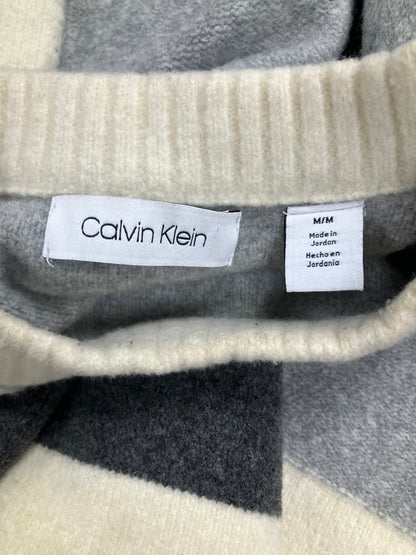 Calvin Klein
M/M
Made in
Jordan
Hecho en
Jordania